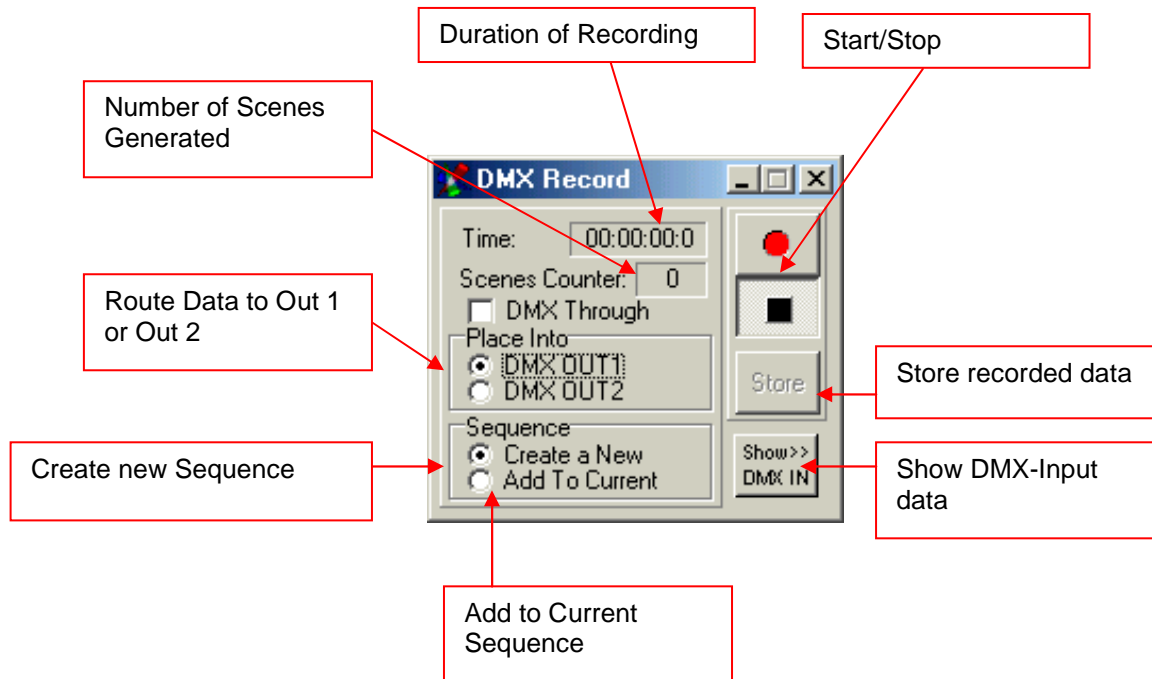 Duration of Recording
Start/Stop
Number of Scenes
Generated
DMX Record
Time: 00:00:00:0
Scenes Counter: 0
DMX Through
Route Data to Out 1
or Out 2
Place Into
DMX OUT1
DMX OUT2
Store
Store recorded data
Sequence
Create a New
Add To Current
Create new Sequence
Show>>
DMX IN
Show DMX-Input
data
Add to Current
Sequence